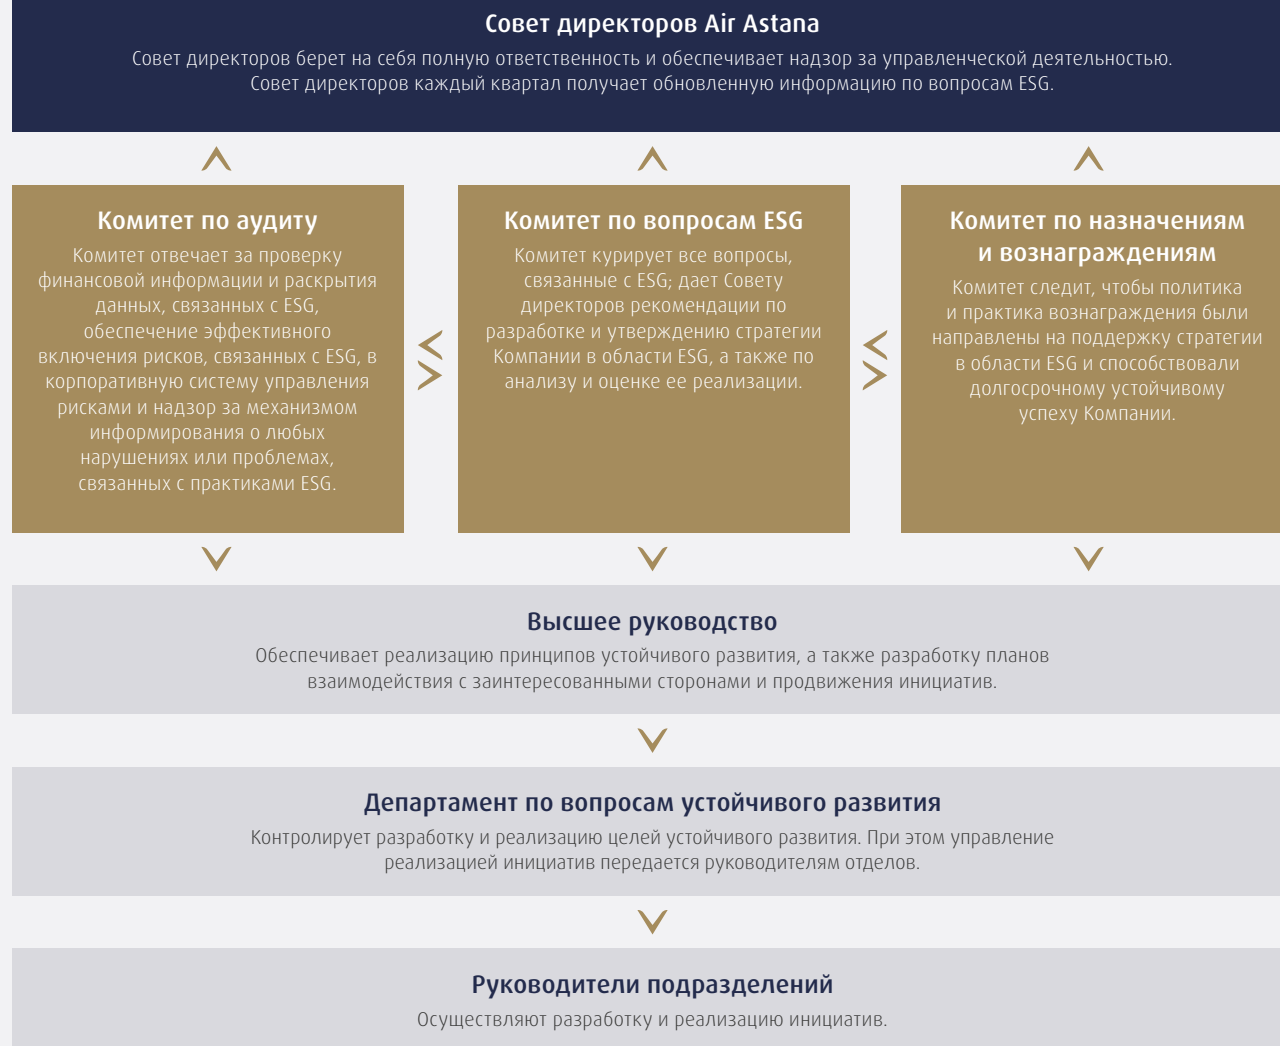 Совет директоров Air Astana
Совет директоров берет на себя полную ответственность и обеспечивает надзор за управленческой деятельностью.
Совет директоров каждый квартал получает обновленную информацию по вопросам ESG.
Комитет по аудиту
Комитет отвечает за проверку
финансовой информации и раскрытия
данных, связанных с ESG,
обеспечение эффективного
включения рисков, связанных с ESG, в
корпоративную систему управления
рисками и надзор за механизмом
информирования о любых
нарушениях или проблемах,
связанных с практиками ESG.
Комитет по вопросам ESG
Комитет курирует все вопросы,
связанные с ESG; дает Совету
директоров рекомендации по
разработке и утверждению стратегии
Компании в области ESG, а также по
анализу и оценке ее реализации.
Комитет по назначениям
и вознаграждениям
Комитет следит, чтобы политика
и практика вознаграждения были
направлены на поддержку стратегии
в области ESG и способствовали
долгосрочному устойчивому
успеху Компании.
Высшее руководство
Обеспечивает реализацию принципов устойчивого развития, а также разработку планов
взаимодействия с заинтересованными сторонами и продвижения инициатив.
Департамент по вопросам устойчивого развития
Контролирует разработку и реализацию целей устойчивого развития. При этом управление
реализацией инициатив передается руководителям отделов.
Руководители подразделений
Осуществляют разработку и реализацию инициатив.